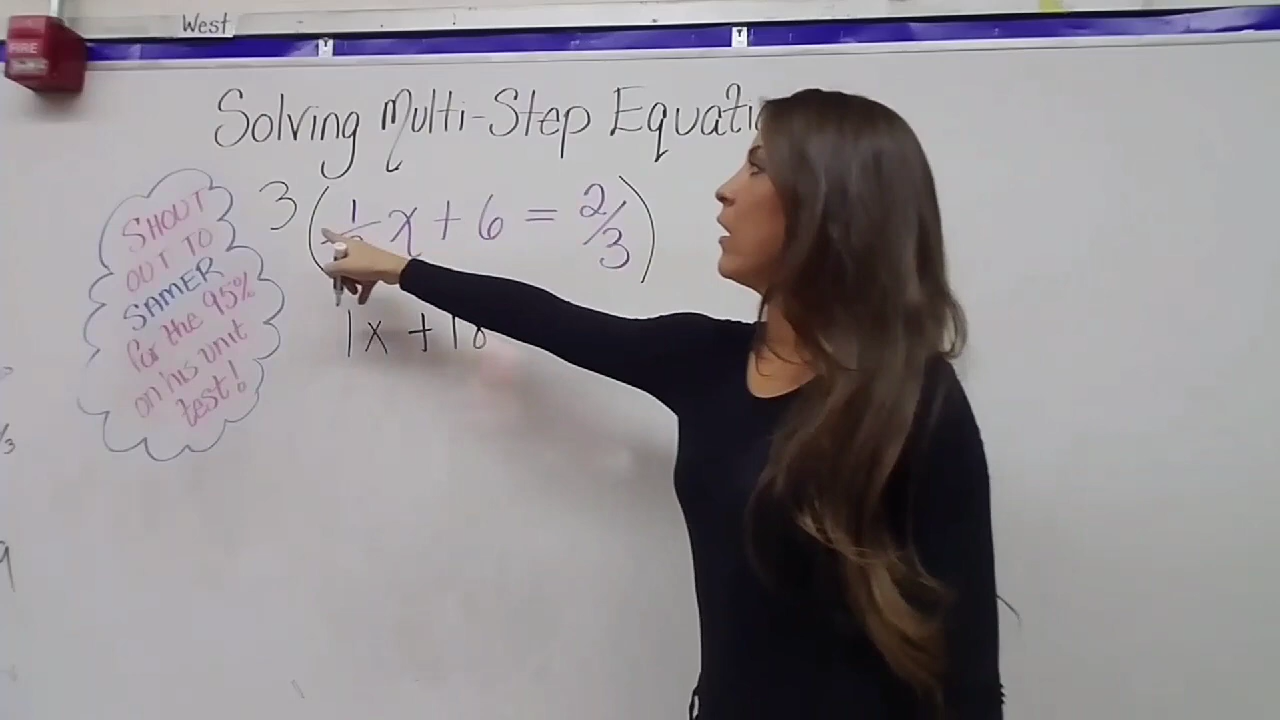 West
FIRE
Solving Multi-Step Equati
3 ( 1 x + 6 = 2/3 )
1x + 18
SHOUT
OUT TO
SAMER
for the 95%
on his unit
test!